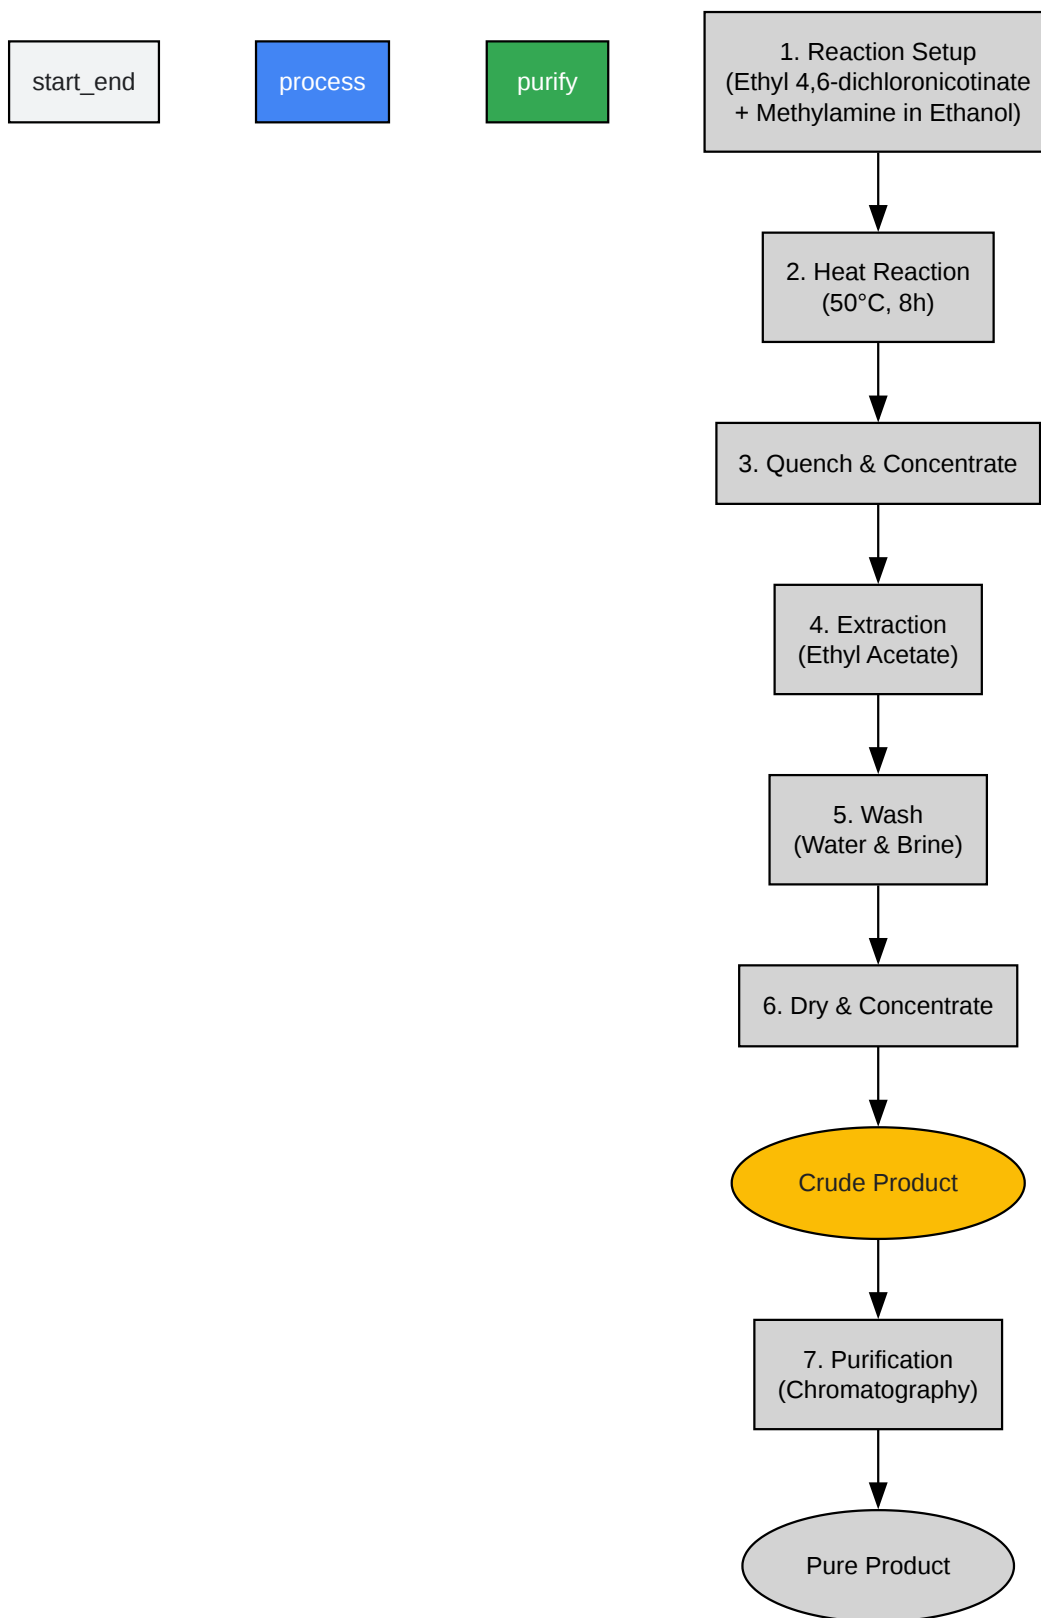 start_end
process
purify
1. Reaction Setup
(Ethyl 4,6-dichloronicotinate
+ Methylamine in Ethanol)
2. Heat Reaction
(50°C, 8h)
3. Quench & Concentrate
4. Extraction
(Ethyl Acetate)
5. Wash
(Water & Brine)
6. Dry & Concentrate
Crude Product
7. Purification
(Chromatography)
Pure Product